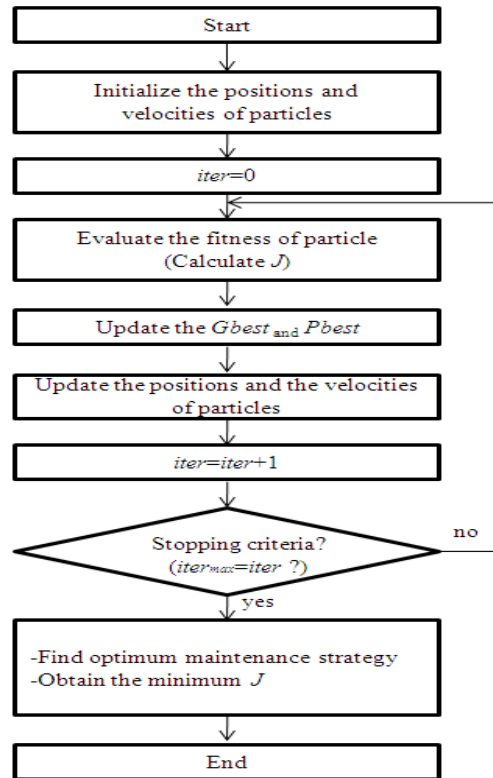 Start
Initialize the positions and
velocities of particles
iter=0
Evaluate the fitness of particle
(Calculate J)
Update the Gbest and Pbest
Update the positions and the velocities
of particles
iter=iter+1
Stopping criteria?
(itermax=iter ?)
no
yes
-Find optimum maintenance strategy
-Obtain the minimum J
End